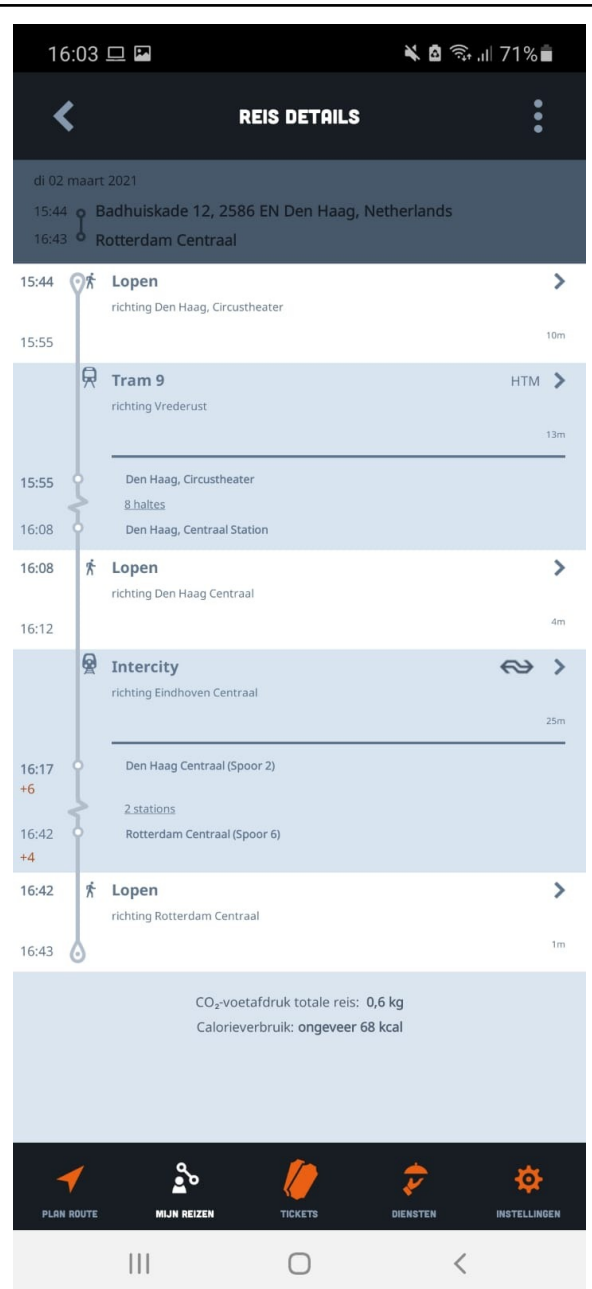 16:03 71%
REIS DETAILS
di 02 maart 2021
15:44 Badhuiskade 12, 2586 EN Den Haag, Netherlands
16:43 Rotterdam Centraal
15:44 Lopen
richting Den Haag, Circustheater
15:55 10m
Tram 9 HTM
richting Vrederust
13m
15:55 Den Haag, Circustheater
8 haltes
16:08 Den Haag, Centraal Station
16:08 Lopen
richting Den Haag Centraal
16:12 4m
Intercity
richting Eindhoven Centraal
25m
16:17 Den Haag Centraal (Spoor 2)
+6
2 stations
16:42 Rotterdam Centraal (Spoor 6)
+4
16:42 Lopen
richting Rotterdam Centraal
16:43 1m
CO₂-voetafdruk totale reis: 0,6 kg
Calorieverbruik: ongeveer 68 kcal
PLAN ROUTE MIJN REIZEN TICKETS DIENSTEN INSTELLINGEN